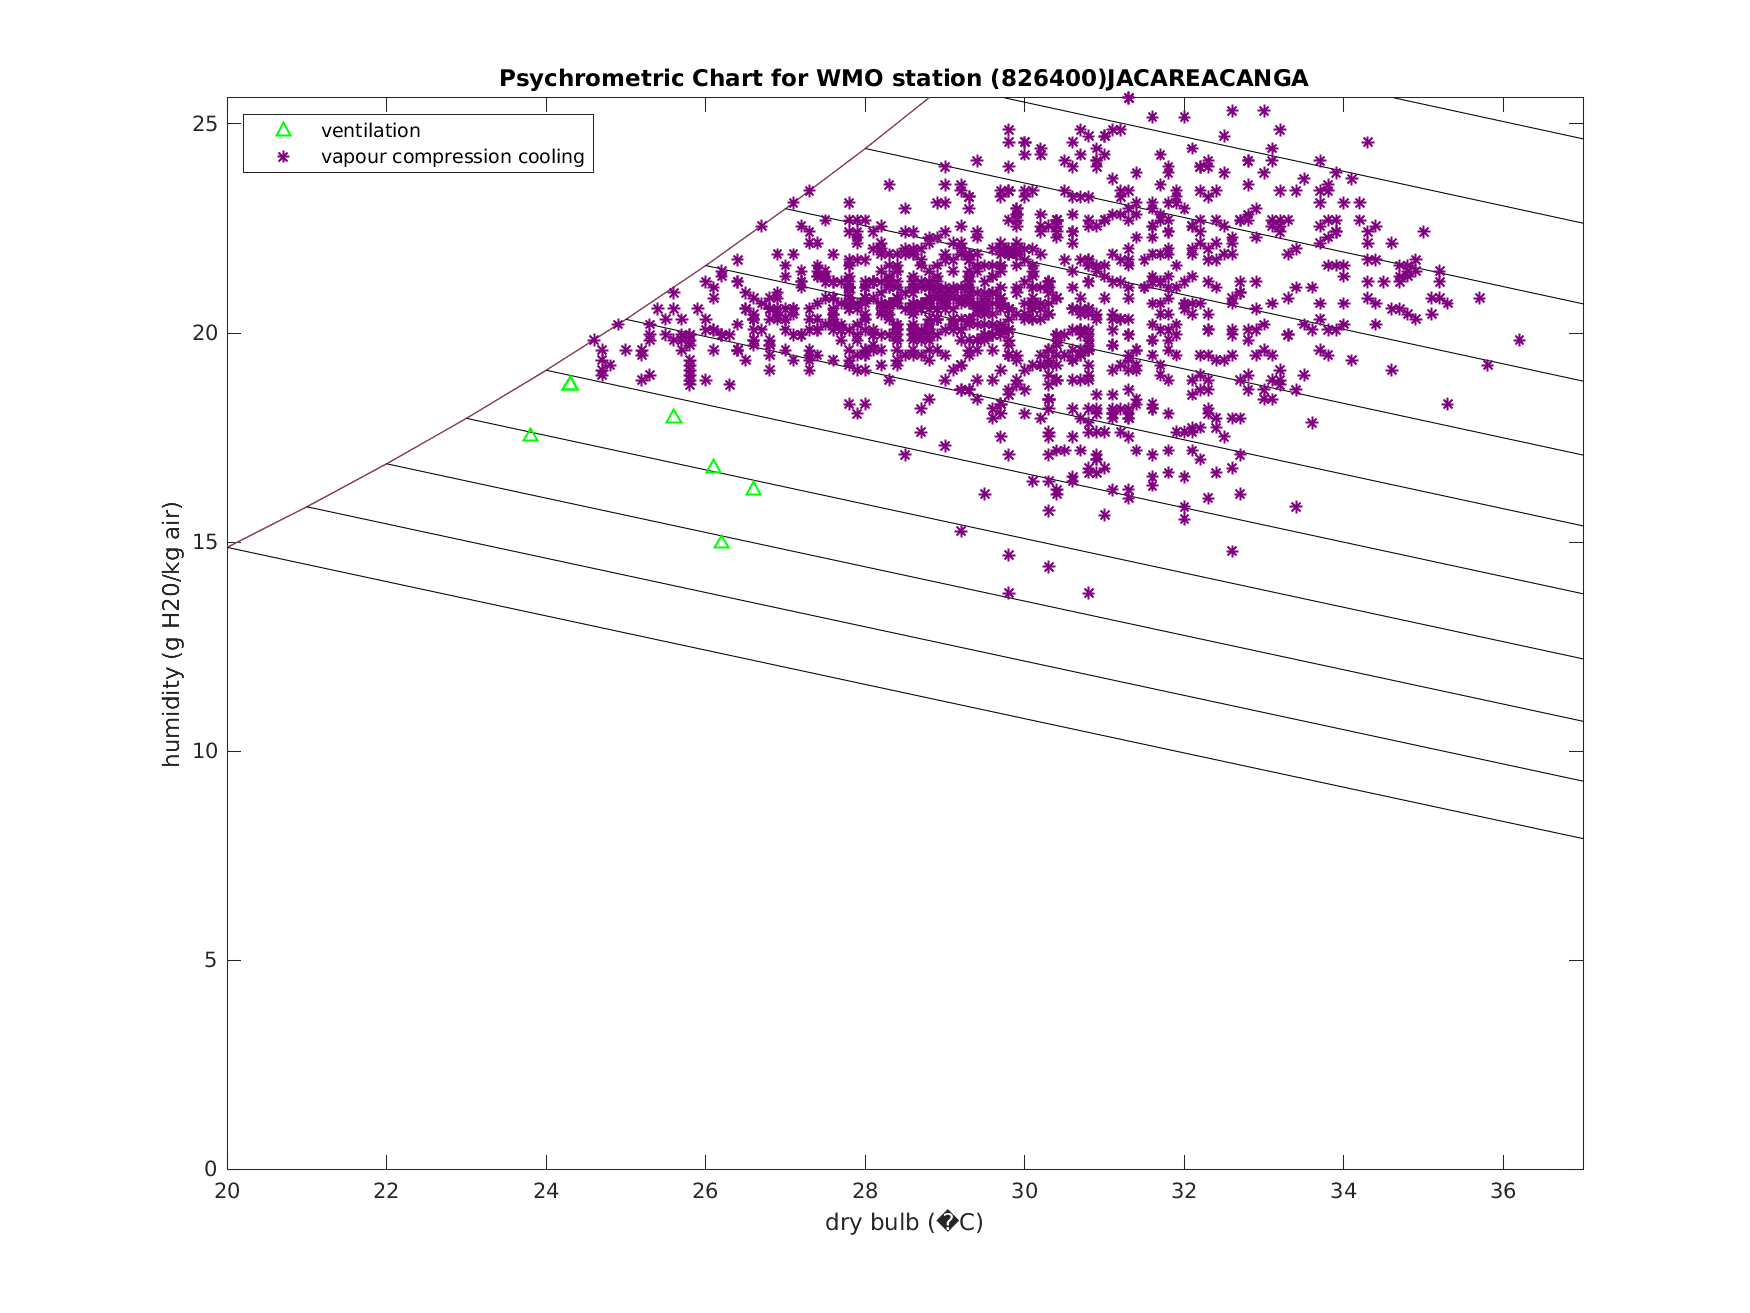 Psychrometric Chart for WMO station (826400)JACAREACANGA
ventilation
vapour compression cooling
humidity (g H20/kg air)
25
20
15
10
5
0
20 22 24 26 28 30 32 34 36
dry bulb (�C)